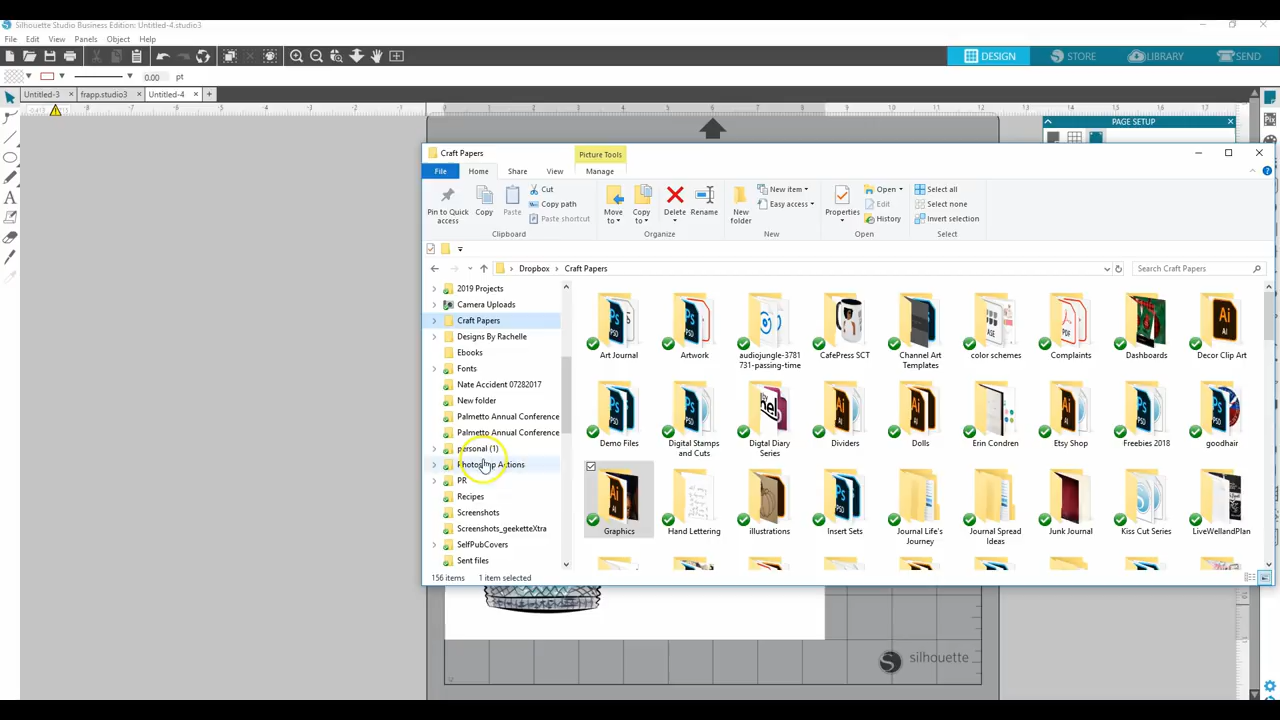 Silhouette Studio Business Edition: Untitled-4.studio3
File Edit View Panels Object Help
DESIGN STORE LIBRARY SEND
0.00 pt
Untitled-3 frapp.studio3 Untitled-4
PAGE SETUP
Craft Papers Picture Tools
File Home Share View Manage
Pin to Quick access
Copy
Paste
Cut
Copy path
Paste shortcut
Move to
Copy to
Delete
Rename
New folder
New item
Easy access
Properties
Open
Edit
History
Select all
Select none
Invert selection
Clipboard Organize New Open Select
Dropbox Craft Papers Search Craft Papers
2019 Projects
Camera Uploads
Craft Papers
Designs By Rachelle
Ebooks
Fonts
Nate Accident 07282017
New folder
Palmetto Annual Conference
Palmetto Annual Conference
personal (1)
Photoshop Actions
PR
Recipes
Screenshots
Screenshots_geeketteXtra
SelfPubCovers
Sent files
Art Journal
Artwork
audiojungle-3781731-passing-time
CafePress SCT
Channel Art Templates
color schemes
Complaints
Dashboards
Decor Clip Art
Demo Files
Digital Stamps and Cuts
Digtal Diary Series
Dividers
Dolls
Erin Condren
Etsy Shop
Freebies 2018
goodhair
Graphics
Hand Lettering
illustrations
Insert Sets
Journal Life's Journey
Journal Spread Ideas
Junk Journal
Kiss Cut Series
LiveWellandPlan
156 items 1 item selected
silhouette